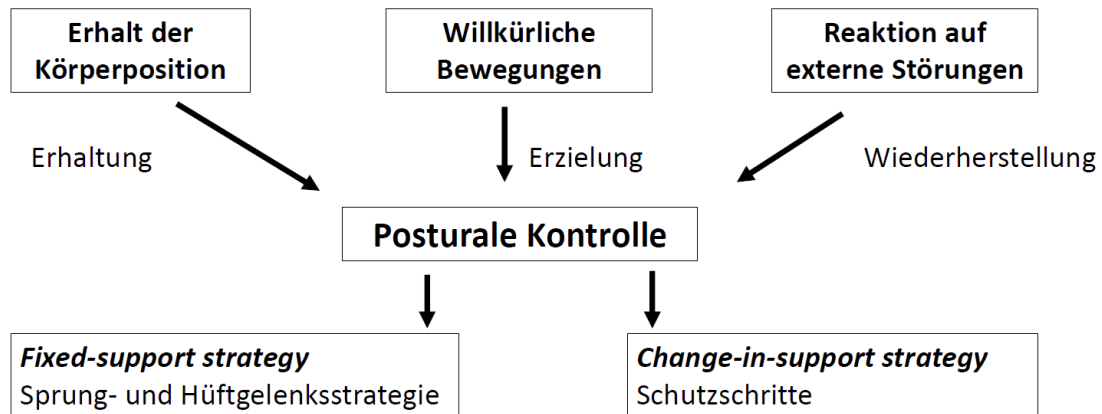 Erhalt der
Körperposition
Willkürliche
Bewegungen
Reaktion auf
externe Störungen
Erhaltung
Erzielung
Wiederherstellung
Posturale Kontrolle
Fixed-support strategy
Sprung- und Hüftgelenksstrategie
Change-in-support strategy
Schutzschritte